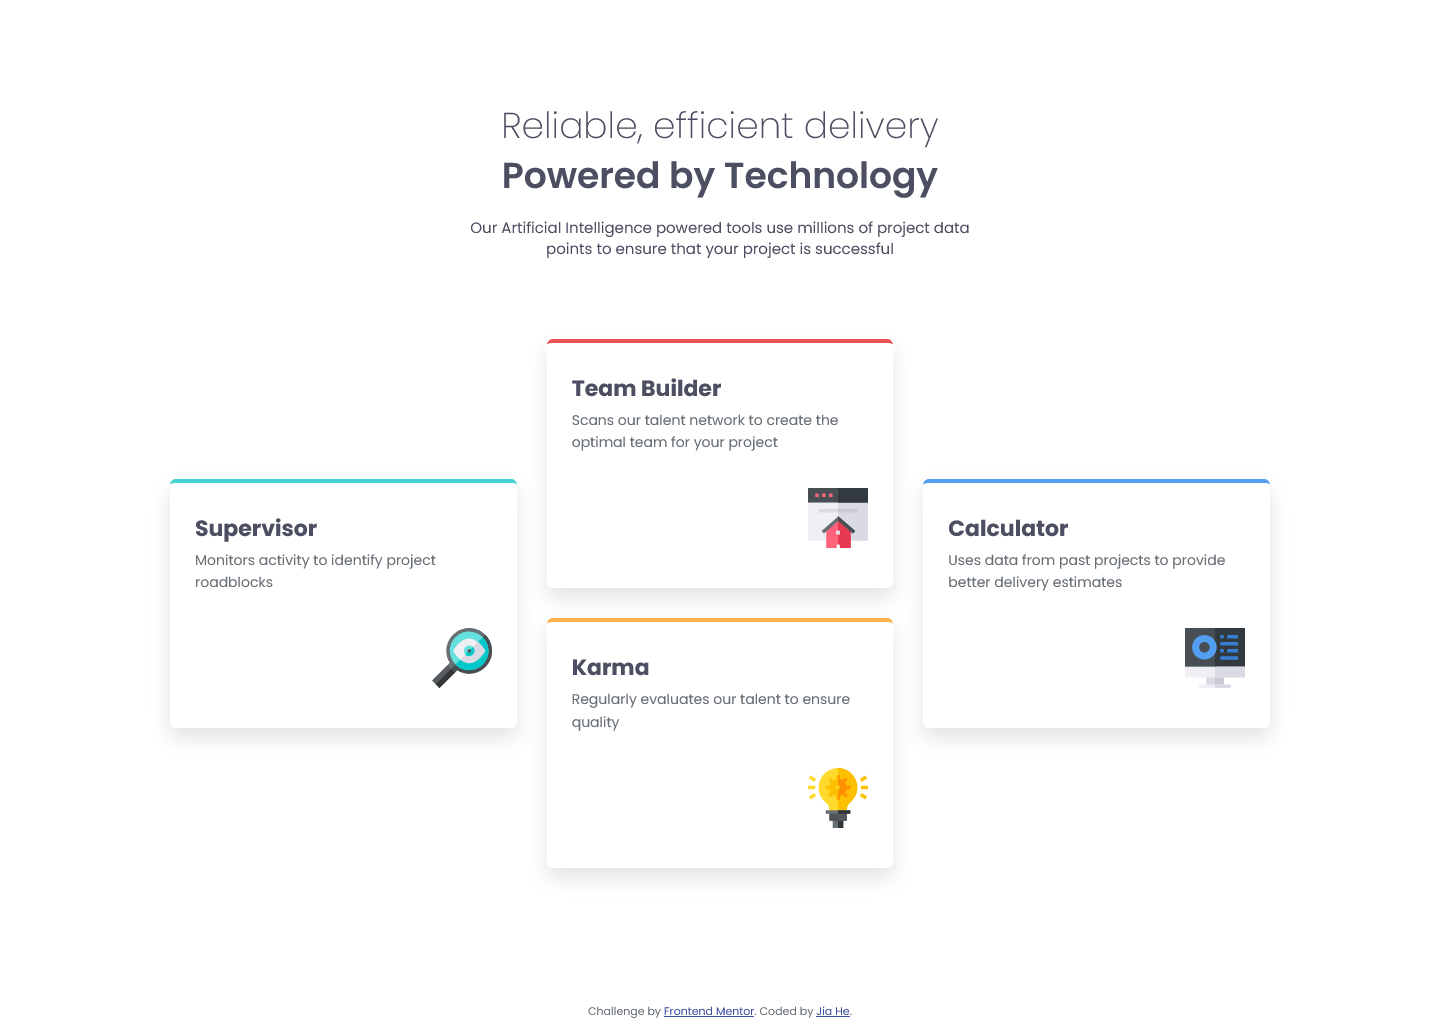 Reliable, efficient delivery
Powered by Technology
Our Artificial Intelligence powered tools use millions of project data
points to ensure that your project is successful
Team Builder
Scans our talent network to create the
optimal team for your project
Supervisor
Monitors activity to identify project
roadblocks
Calculator
Uses data from past projects to provide
better delivery estimates
Karma
Regularly evaluates our talent to ensure
quality
Challenge by Frontend Mentor. Coded by Jia He.